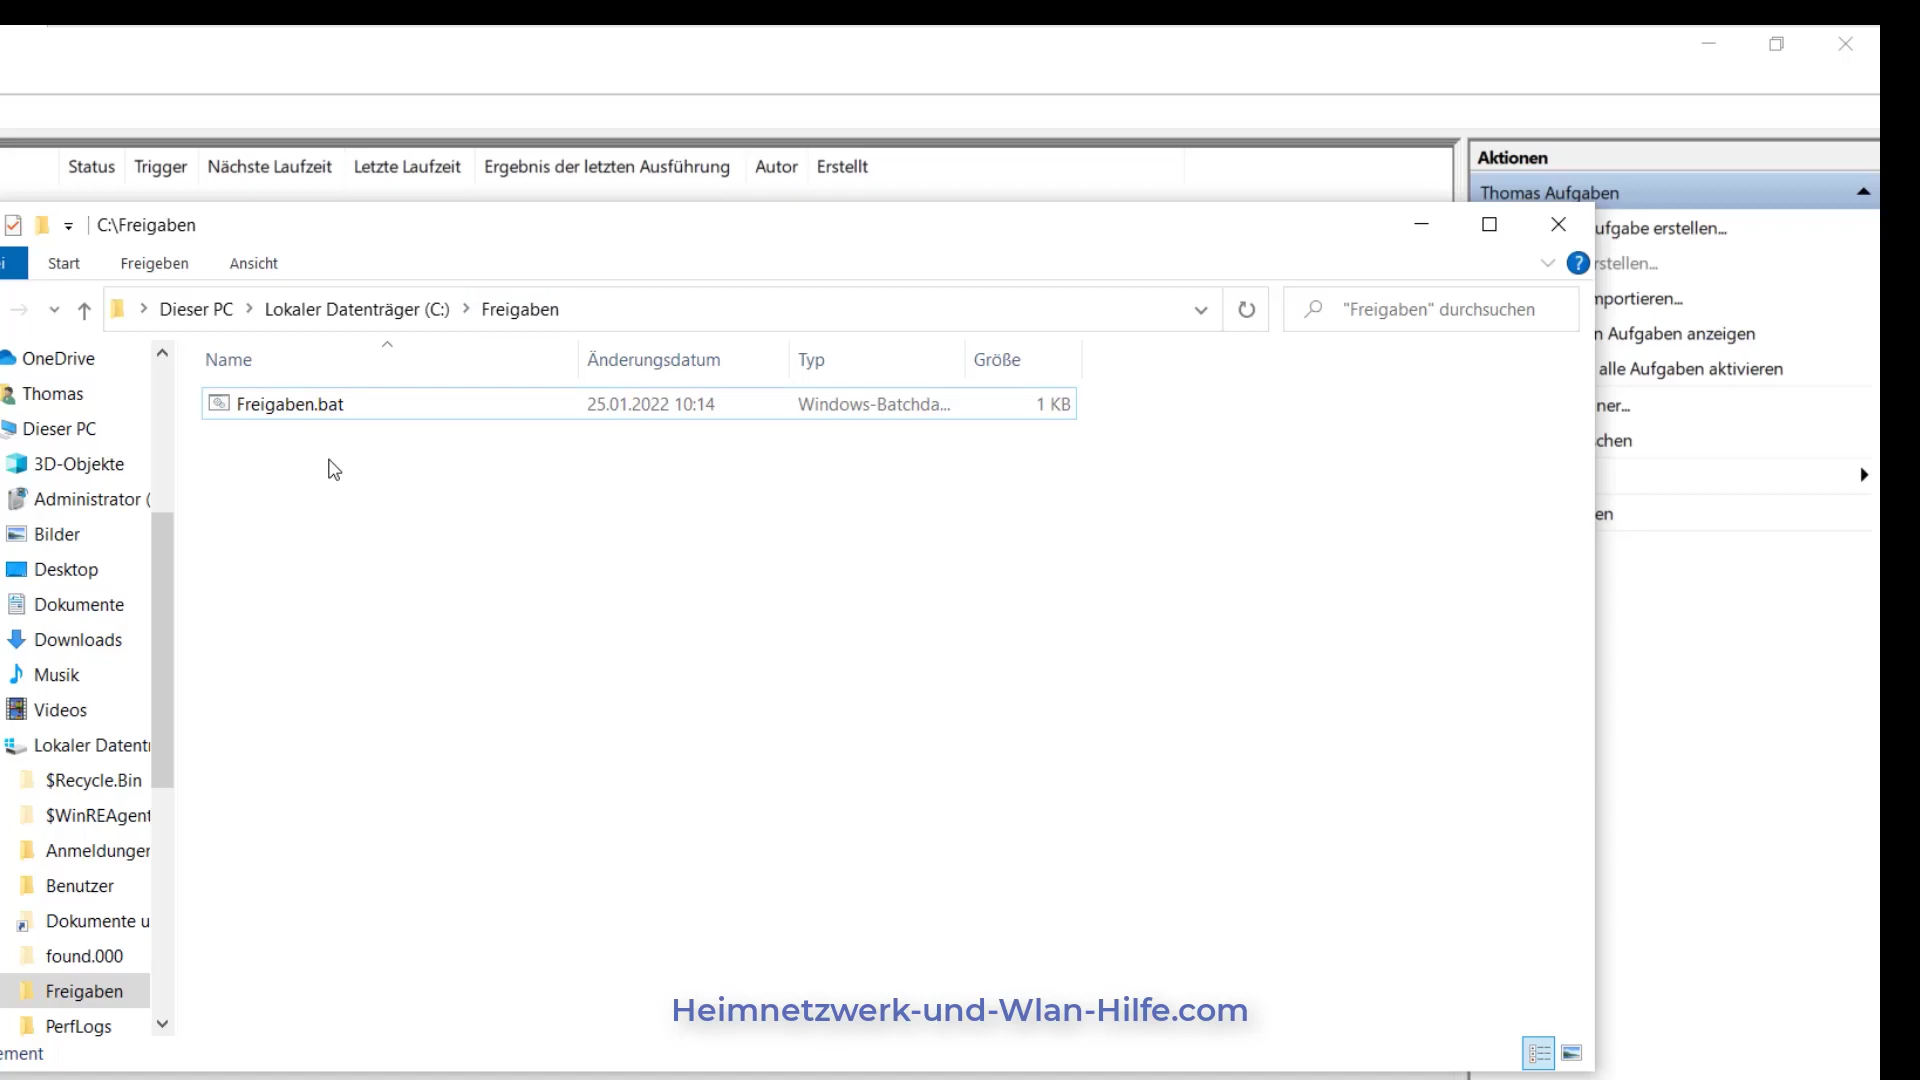 Status Trigger Nächste Laufzeit Letzte Laufzeit Ergebnis der letzten Ausführung Autor Erstellt
Aktionen
Thomas Aufgaben
C:\Freigaben
ufgabe erstellen...
i Start Freigeben Ansicht
?
rstellen...
mportieren...
Dieser PC > Lokaler Datenträger (C:) > Freigaben
"Freigaben" durchsuchen
n Aufgaben anzeigen
alle Aufgaben aktivieren
ner...
chen
en
Name Änderungsdatum Typ Größe
Freigaben.bat 25.01.2022 10:14 Windows-Batchda... 1 KB
OneDrive
Thomas
Dieser PC
3D-Objekte
Administrator (
Bilder
Desktop
Dokumente
Downloads
Musik
Videos
Lokaler Datentr
$Recycle.Bin
$WinREAgent
Anmeldungen
Benutzer
Dokumente u
found.000
Freigaben
PerfLogs
ement
Heimnetzwerk-und-Wlan-Hilfe.com